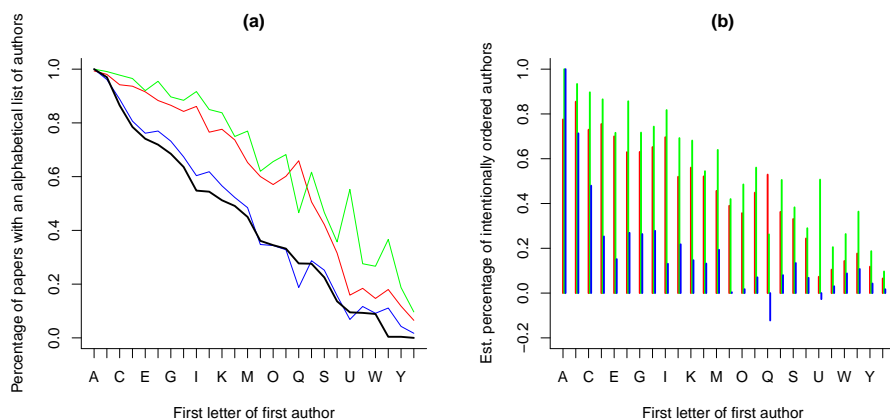 (a)
Percentage of papers with an alphabetical list of authors
1.0
0.8
0.6
0.4
0.2
0.0
A C E G I K M O Q S U W Y
First letter of first author
(b)
Est. percentage of intentionally ordered authors
1.0
0.8
0.6
0.4
0.2
0.0
−0.2
A C E G I K M O Q S U W Y
First letter of first author